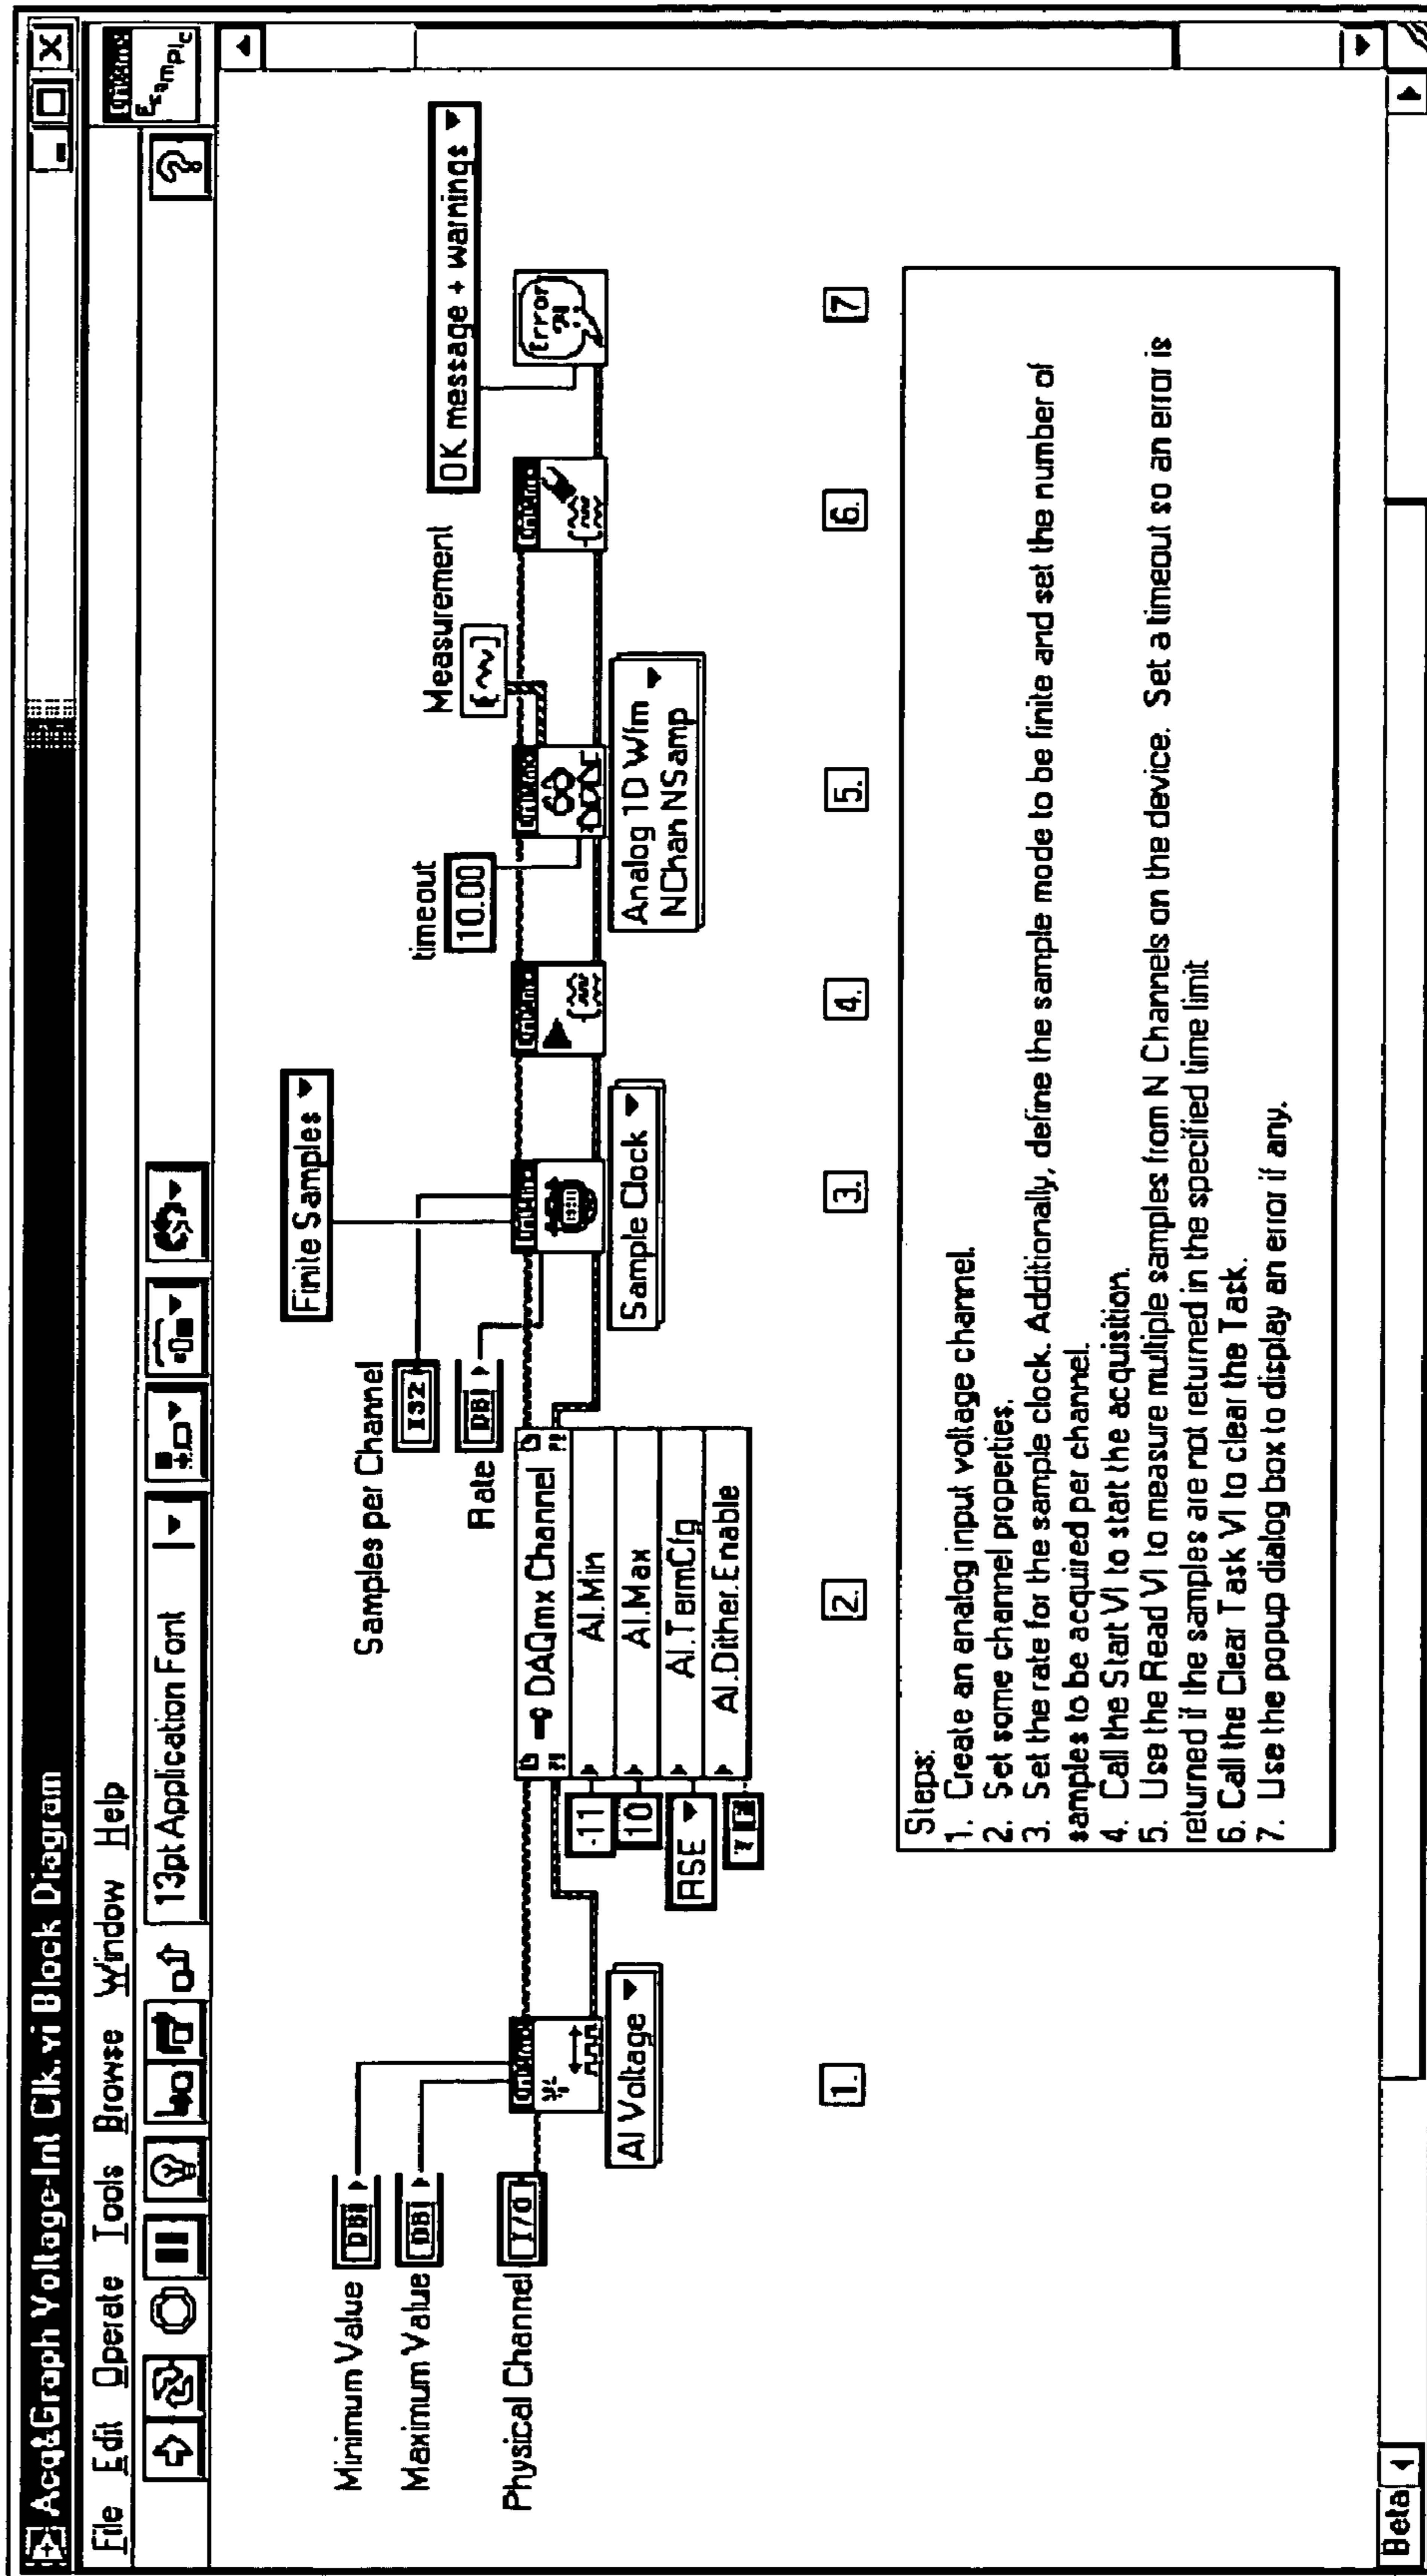 Acq&Graph Voltage-Int Clk.vi Block Diagram
File Edit Operate Tools Browse Window Help
13pt Application Font
Example
Finite Samples
OK message + warnings
Minimum Value
DBl
Samples per Channel
I32
timeout
10.00
Measurement
Maximum Value
DBl
Rate
DBl
Physical Channel
I/O
DAQmx Channel
Error
-11
AI.Min
10
AI.Max
RSE
AI.TermCfg
AI.Dither.Enable
AI Voltage
Sample Clock
Analog 1D Wfm
NChan NSamp
1.
2.
3.
4.
5.
6.
7
Steps:
1. Create an analog input voltage channel.
2. Set some channel properties.
3. Set the rate for the sample clock. Additionally, define the sample mode to be finite and set the number of
samples to be acquired per channel.
4. Call the Start VI to start the acquisition.
5. Use the Read VI to measure multiple samples from N Channels on the device. Set a timeout so an error is
returned if the samples are not returned in the specified time limit
6. Call the Clear Task VI to clear the Task.
7. Use the popup dialog box to display an error if any.
Beta